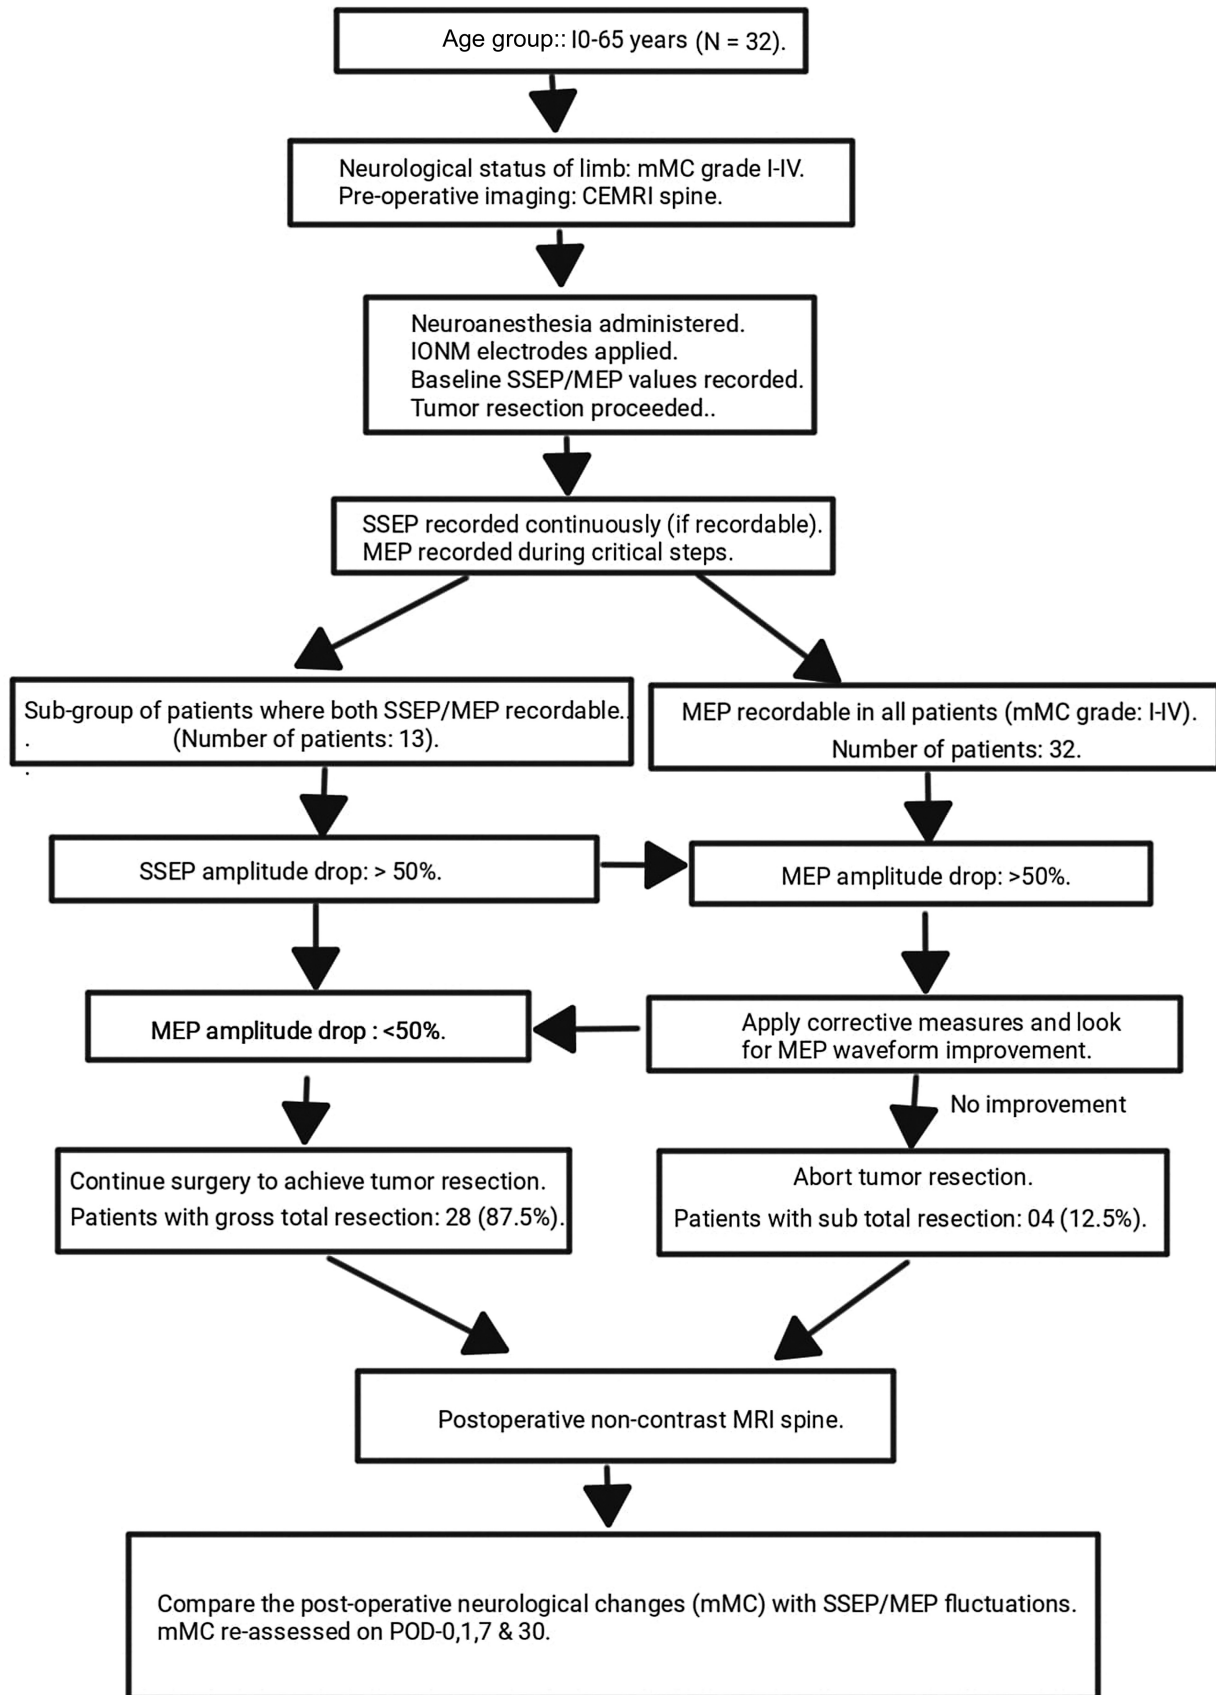 Age group:: l0-65 years (N = 32).
Neurological status of limb: mMC grade I-IV.
Pre-operative imaging: CEMRI spine.
Neuroanesthesia administered.
IONM electrodes applied.
Baseline SSEP/MEP values recorded.
Tumor resection proceeded..
SSEP recorded continuously (if recordable).
MEP recorded during critical steps.
Sub-group of patients where both SSEP/MEP recordable..
. (Number of patients: 13).
.
MEP recordable in all patients (mMC grade: I-IV).
Number of patients: 32.
SSEP amplitude drop: > 50%.
MEP amplitude drop: >50%.
MEP amplitude drop : <50%.
Apply corrective measures and look
for MEP waveform improvement.
No improvement
Continue surgery to achieve tumor resection.
Patients with gross total resection: 28 (87.5%).
Abort tumor resection.
Patients with sub total resection: 04 (12.5%).
Postoperative non-contrast MRI spine.
Compare the post-operative neurological changes (mMC) with SSEP/MEP fluctuations.
mMC re-assessed on POD-0,1,7 & 30.